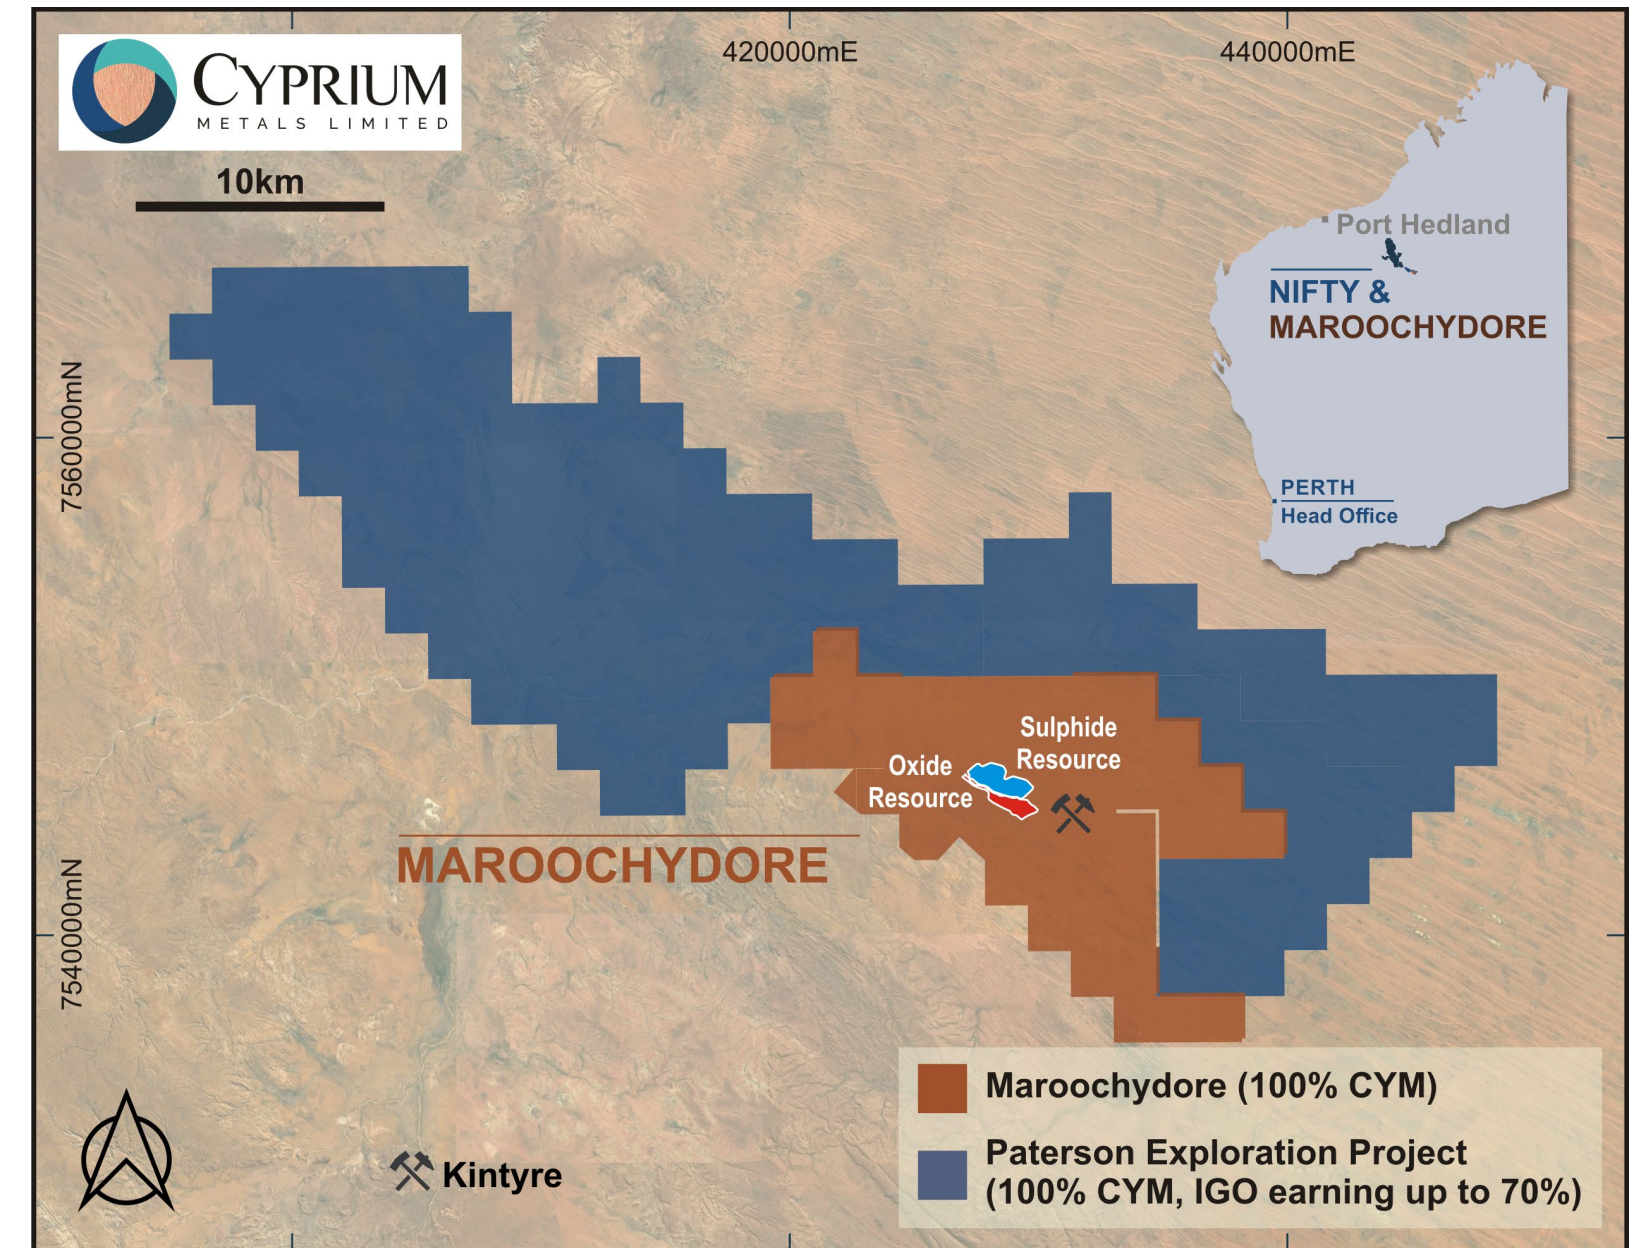 CYPRIUM
METALS LIMITED
420000mE
440000mE
10km
Port Hedland
NIFTY &
MAROOCHYDORE
7560000mN
PERTH
Head Office
Sulphide
Resource
Oxide
Resource
MAROOCHYDORE
7540000mN
Maroochydore (100% CYM)
Paterson Exploration Project
(100% CYM, IGO earning up to 70%)
Kintyre